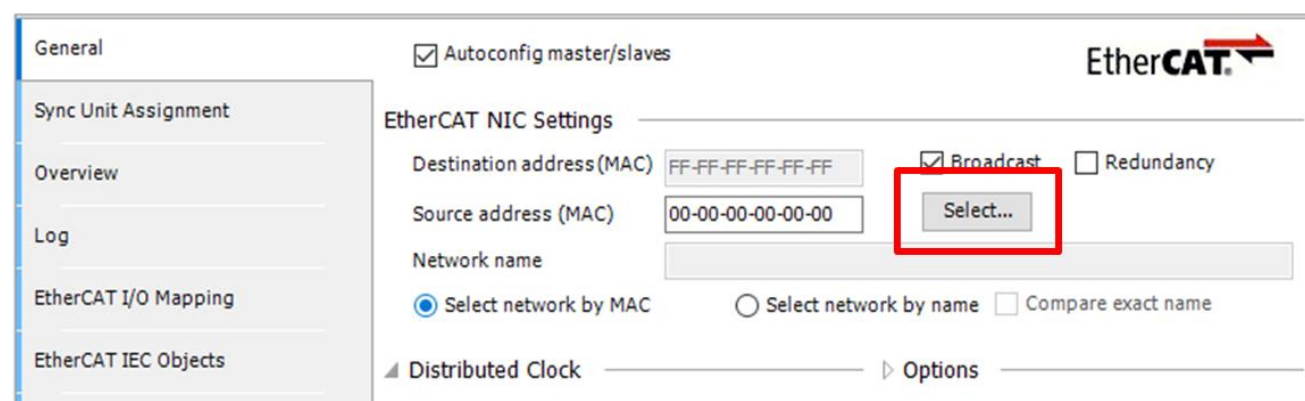 General
Autoconfig master/slaves
EtherCAT.
Sync Unit Assignment
EtherCAT NIC Settings
Overview
Destination address (MAC) FF-FF-FF-FF-FF-FF Broadcast Redundancy
Log
Source address (MAC) 00-00-00-00-00-00 Select...
Network name
EtherCAT I/O Mapping
Select network by MAC Select network by name Compare exact name
EtherCAT IEC Objects
Distributed Clock Options